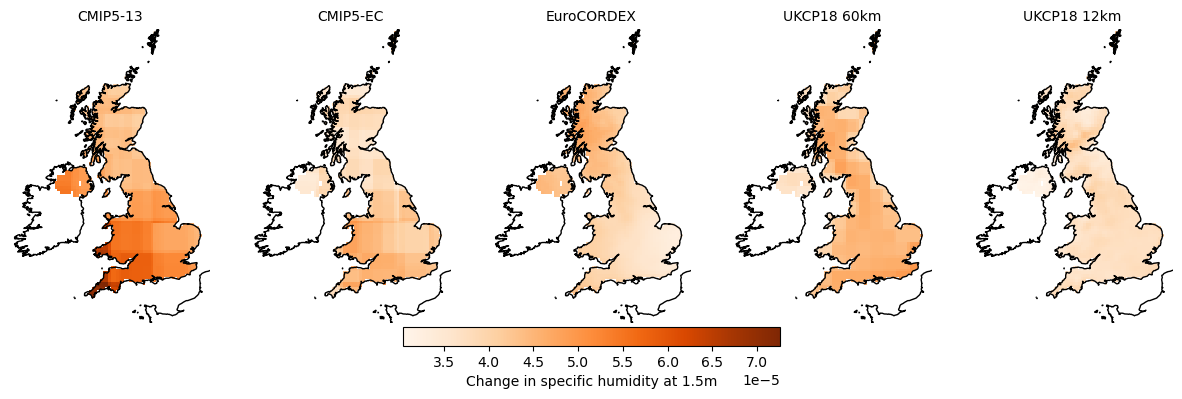 CMIP5-13 CMIP5-EC EuroCORDEX UKCP18 60km UKCP18 12km
3.5 4.0 4.5 5.0 5.5 6.0 6.5 7.0
Change in specific humidity at 1.5m 1e−5